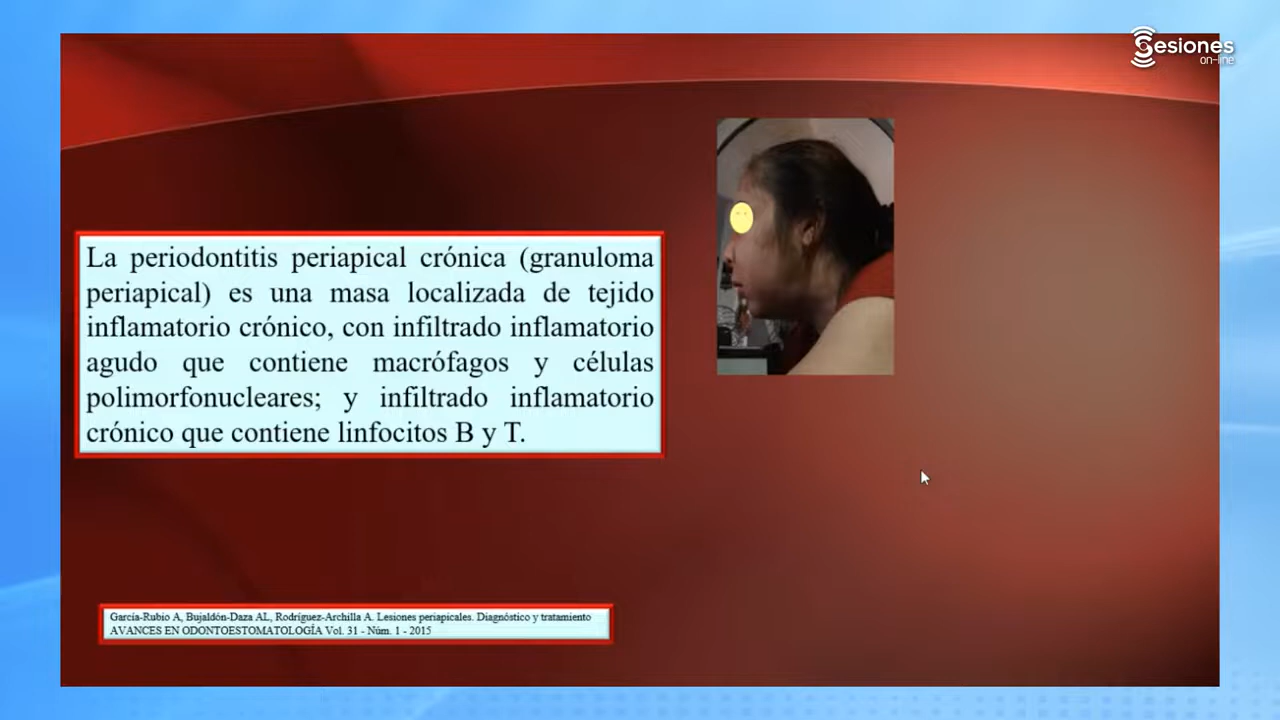 Sesiones
on-line
La periodontitis periapical crónica (granuloma
periapical) es una masa localizada de tejido
inflamatorio crónico, con infiltrado inflamatorio
agudo que contiene macrófagos y células
polimorfonucleares; y infiltrado inflamatorio
crónico que contiene linfocitos B y T.
García-Rubio A, Bujaldón-Daza AL, Rodríguez-Archilla A. Lesiones periapicales. Diagnóstico y tratamiento
AVANCES EN ODONTOESTOMATOLOGÍA Vol. 31 - Núm. 1 - 2015